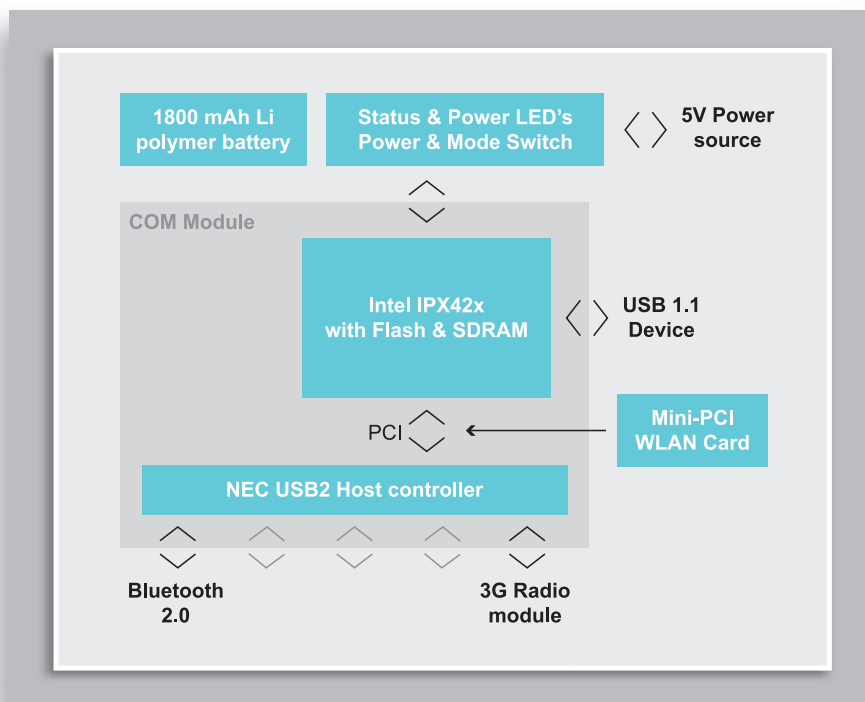 1800 mAh Li
polymer battery
Status & Power LED's
Power & Mode Switch
5V Power
source
COM Module
Intel IPX42x
with Flash & SDRAM
USB 1.1
Device
PCI
Mini-PCI
WLAN Card
NEC USB2 Host controller
Bluetooth
2.0
3G Radio
module